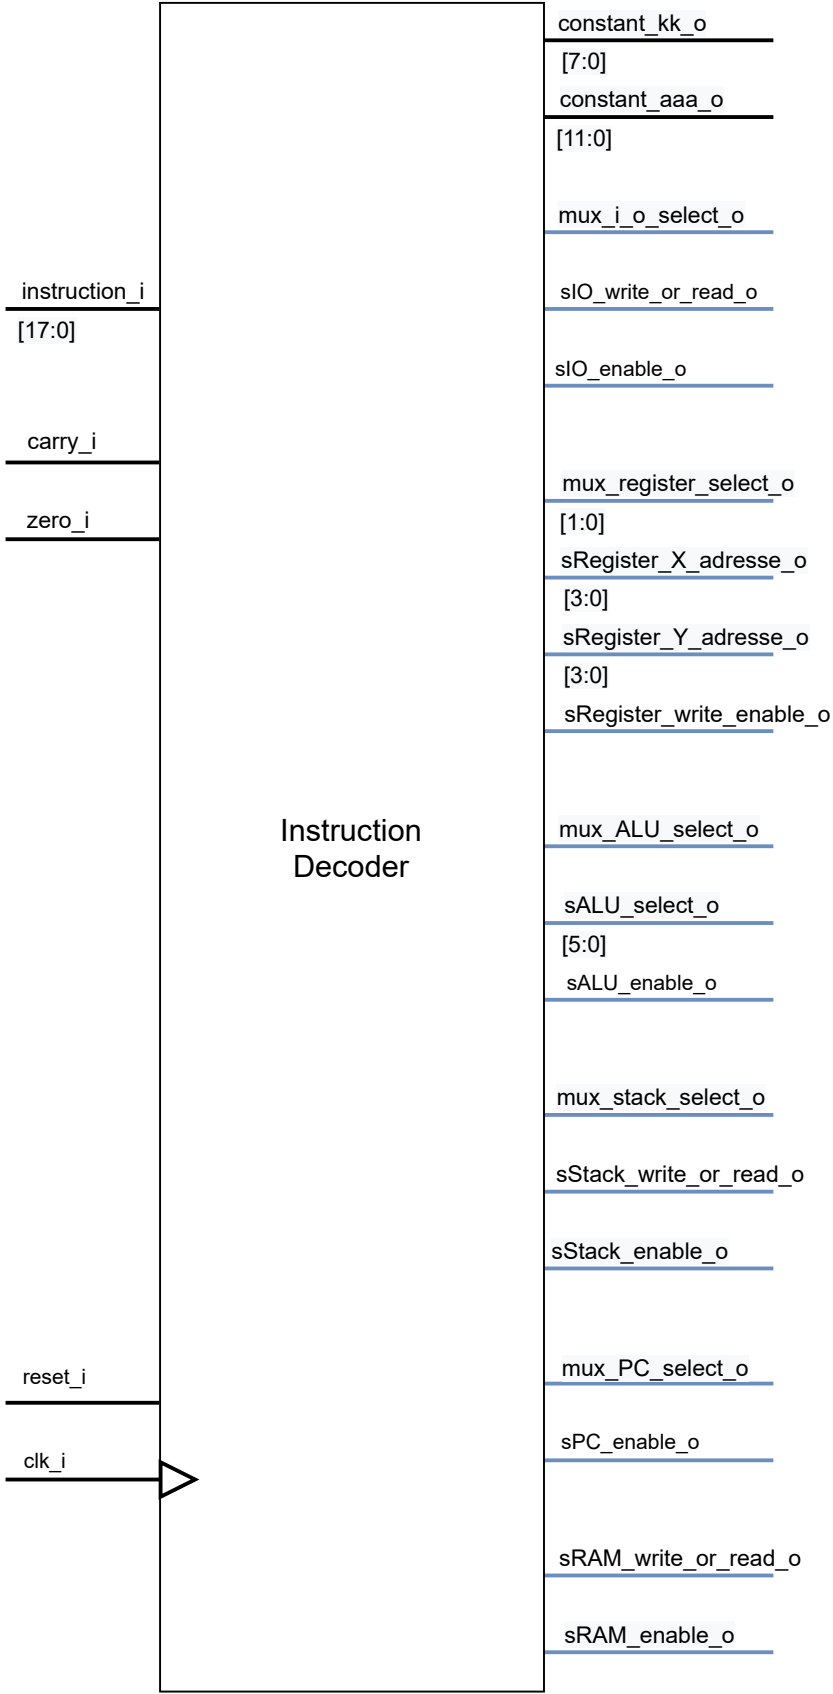 constant_kk_o
[7:0]
constant_aaa_o
[11:0]
mux_i_o_select_o
instruction_i
sIO_write_or_read_o
[17:0]
sIO_enable_o
carry_i
mux_register_select_o
zero_i
[1:0]
sRegister_X_adresse_o
[3:0]
sRegister_Y_adresse_o
[3:0]
sRegister_write_enable_o
Instruction
Decoder
mux_ALU_select_o
sALU_select_o
[5:0]
sALU_enable_o
mux_stack_select_o
sStack_write_or_read_o
sStack_enable_o
reset_i
mux_PC_select_o
clk_i
sPC_enable_o
sRAM_write_or_read_o
sRAM_enable_o